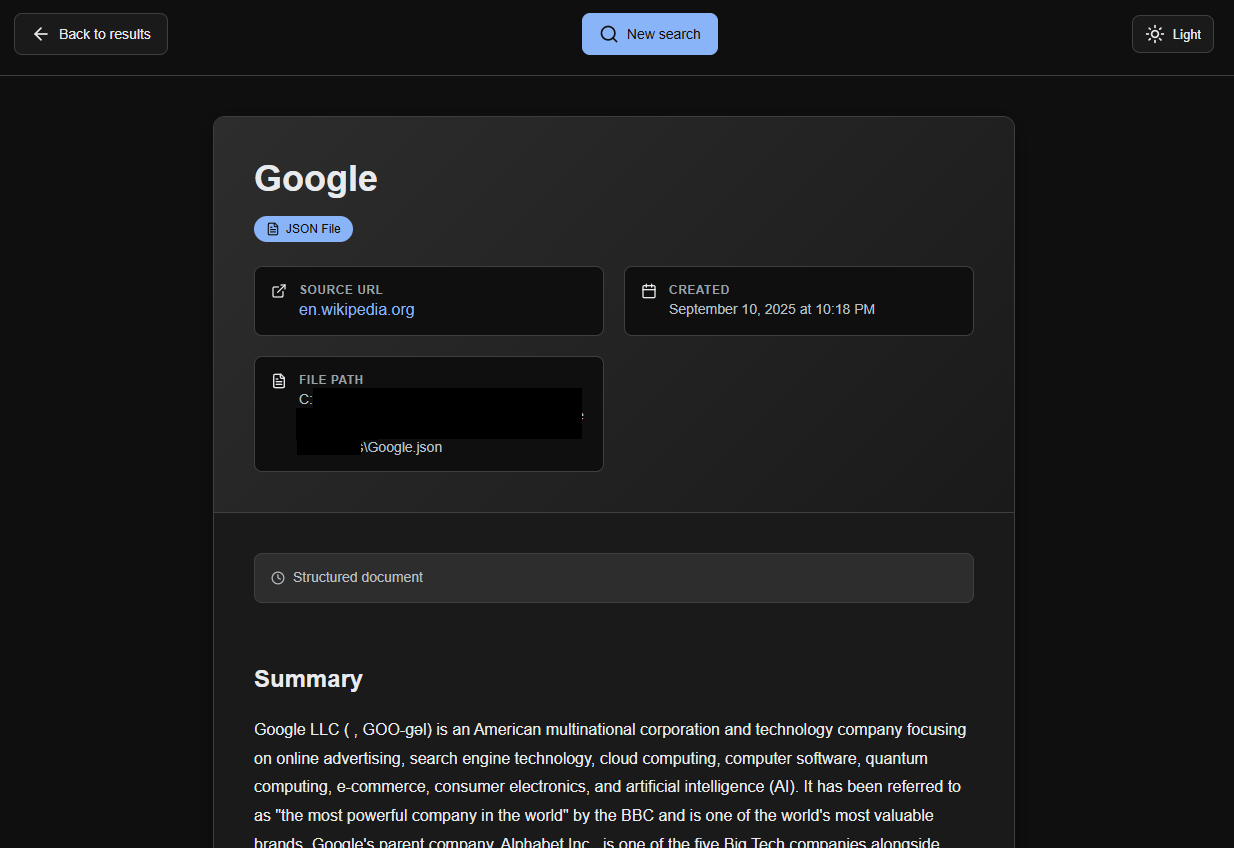 Back to results
New search
Light
Google
JSON File
SOURCE URL
en.wikipedia.org
CREATED
September 10, 2025 at 10:18 PM
FILE PATH
C:
\Google.json
Structured document
Summary
Google LLC ( , GOO-gəl) is an American multinational corporation and technology company focusing
on online advertising, search engine technology, cloud computing, computer software, quantum
computing, e-commerce, consumer electronics, and artificial intelligence (AI). It has been referred to
as "the most powerful company in the world" by the BBC and is one of the world's most valuable
brands. Google's parent company, Alphabet Inc., is one of the five Big Tech companies alongside